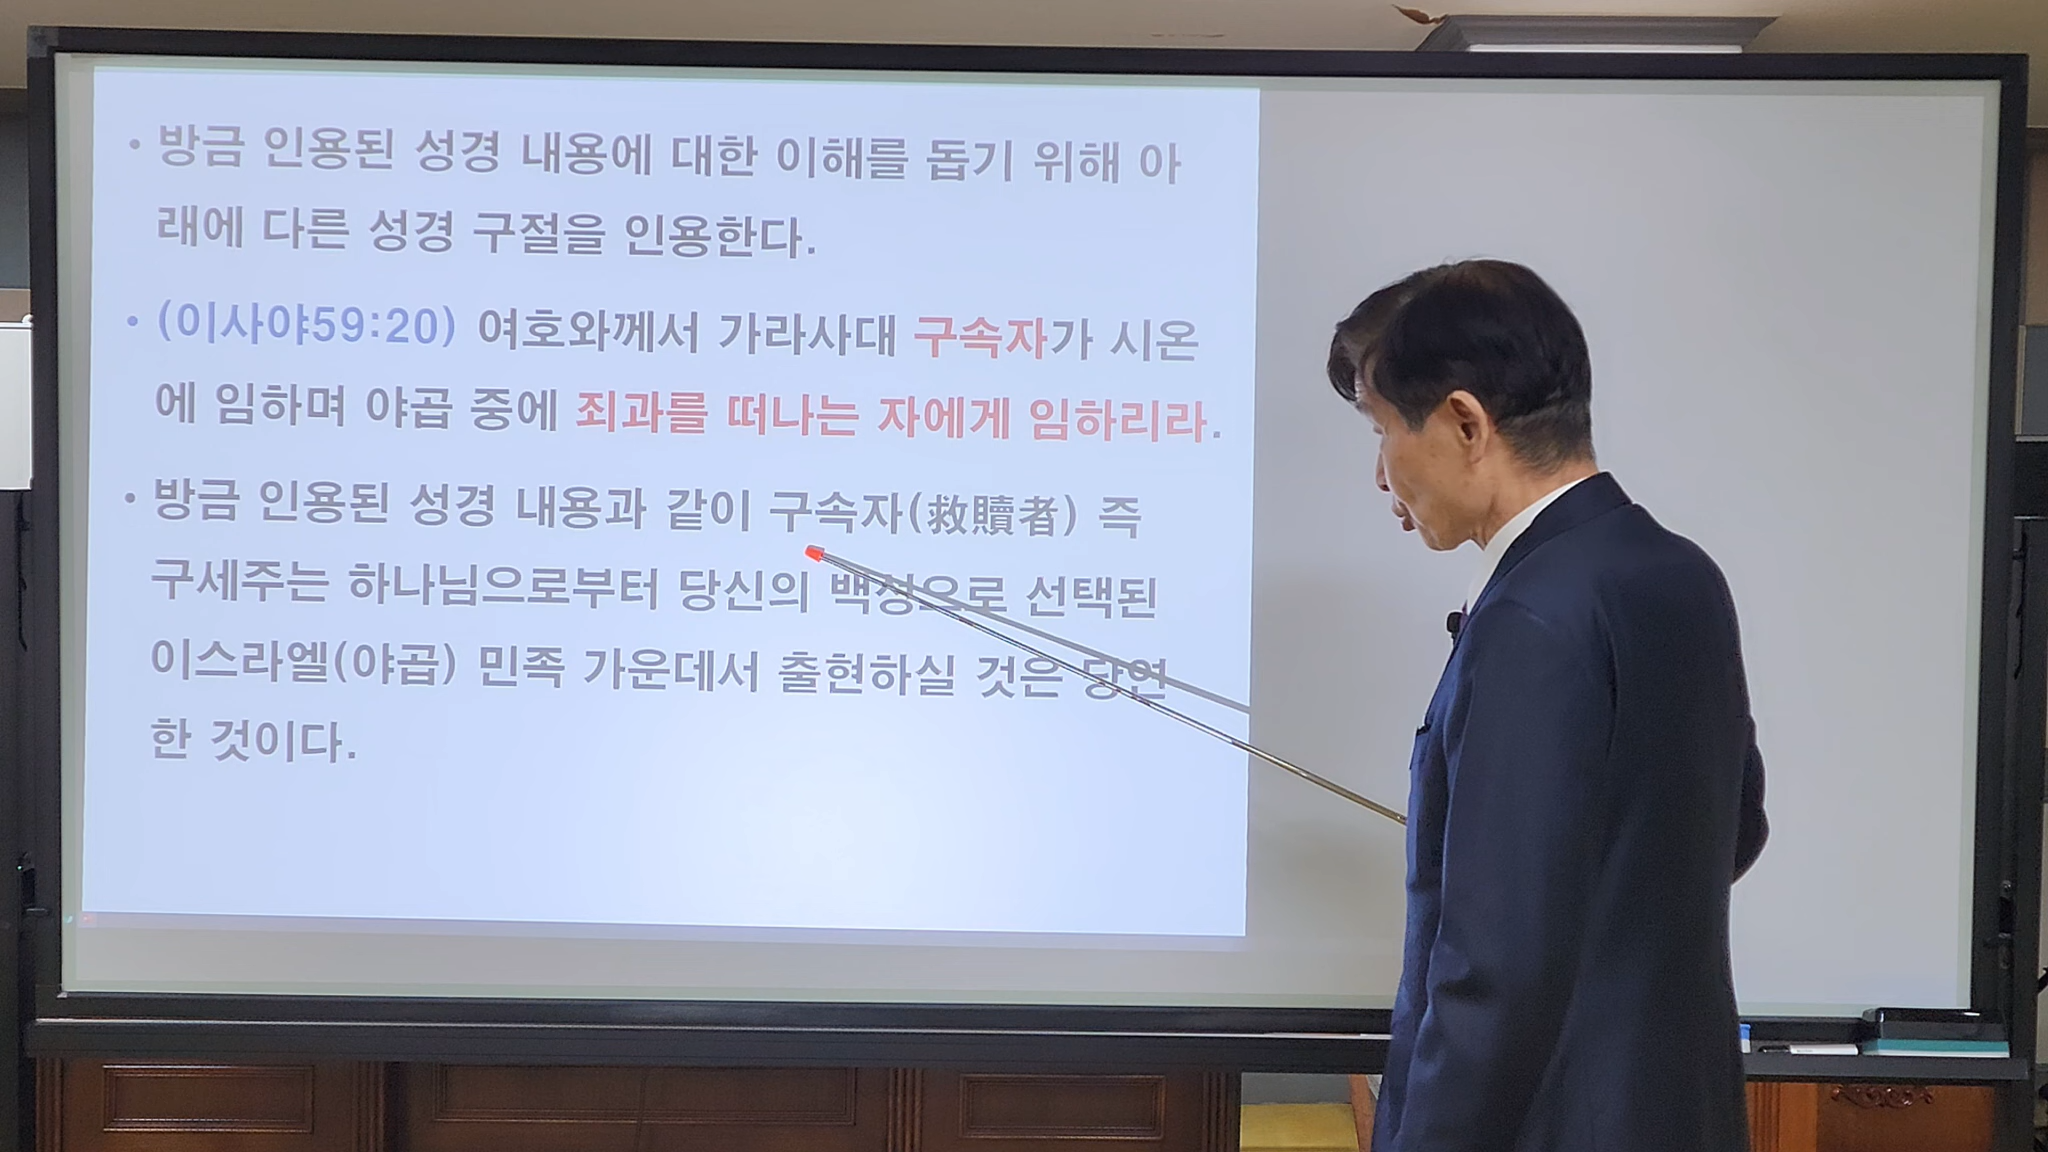 • 방금 인용된 성경 내용에 대한 이해를 돕기 위해 아
래에 다른 성경 구절을 인용한다.
• (이사야59:20) 여호와께서 가라사대 구속자가 시온
에 임하며 야곱 중에 죄과를 떠나는 자에게 임하리라.
• 방금 인용된 성경 내용과 같이 구속자(救贖者) 즉
구세주는 하나님으로부터 당신의 백성으로 선택된
이스라엘(야곱) 민족 가운데서 출현하실 것은 당연
한 것이다.